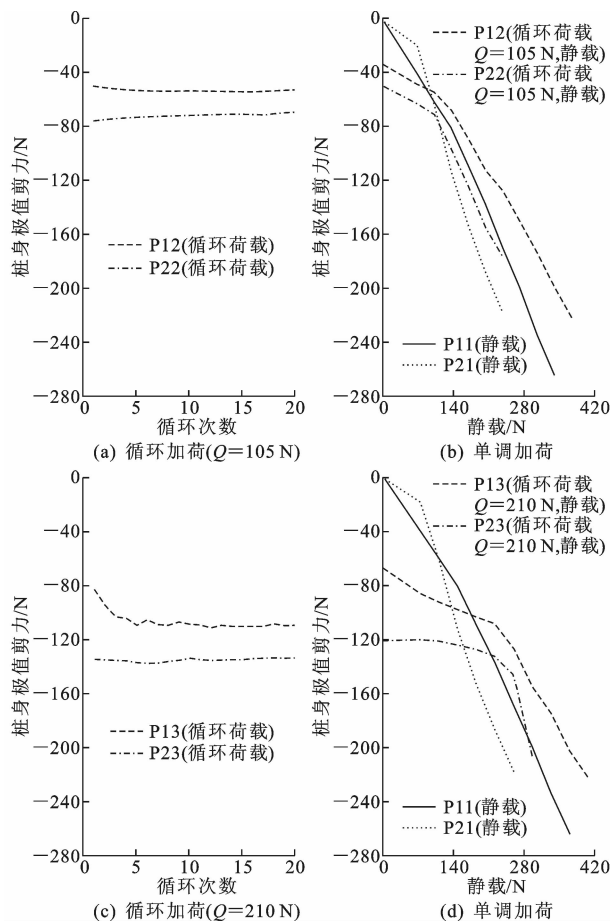 0
−40
−80
−120
−160
−200
−240
−280
桩身极值剪力/N
P12(循环荷载)
P22(循环荷载)
0 5 10 15 20
循环次数
(a) 循环加荷(Q=105 N)
0
−40
−80
−120
−160
−200
−240
−280
桩身极值剪力/N
P12(循环荷载
Q=105 N,静载)
P22(循环荷载
Q=105 N,静载)
P11(静载)
P21(静载)
0 140 280 420
静载/N
(b) 单调加荷
0
−40
−80
−120
−160
−200
−240
−280
桩身极值剪力/N
P13(循环荷载)
P23(循环荷载)
0 5 10 15 20
循环次数
(c) 循环加荷(Q=210 N)
0
−40
−80
−120
−160
−200
−240
−280
桩身极值剪力/N
P13(循环荷载
Q=210 N,静载)
P23(循环荷载
Q=210 N,静载)
P11(静载)
P21(静载)
0 140 280 420
静载/N
(d) 单调加荷